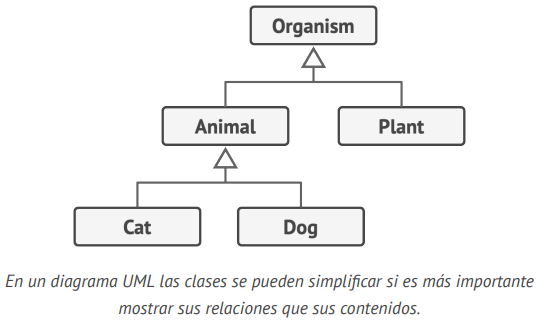 Organism
Animal
Plant
Cat
Dog
En un diagrama UML las clases se pueden simplificar si es más importante
mostrar sus relaciones que sus contenidos.